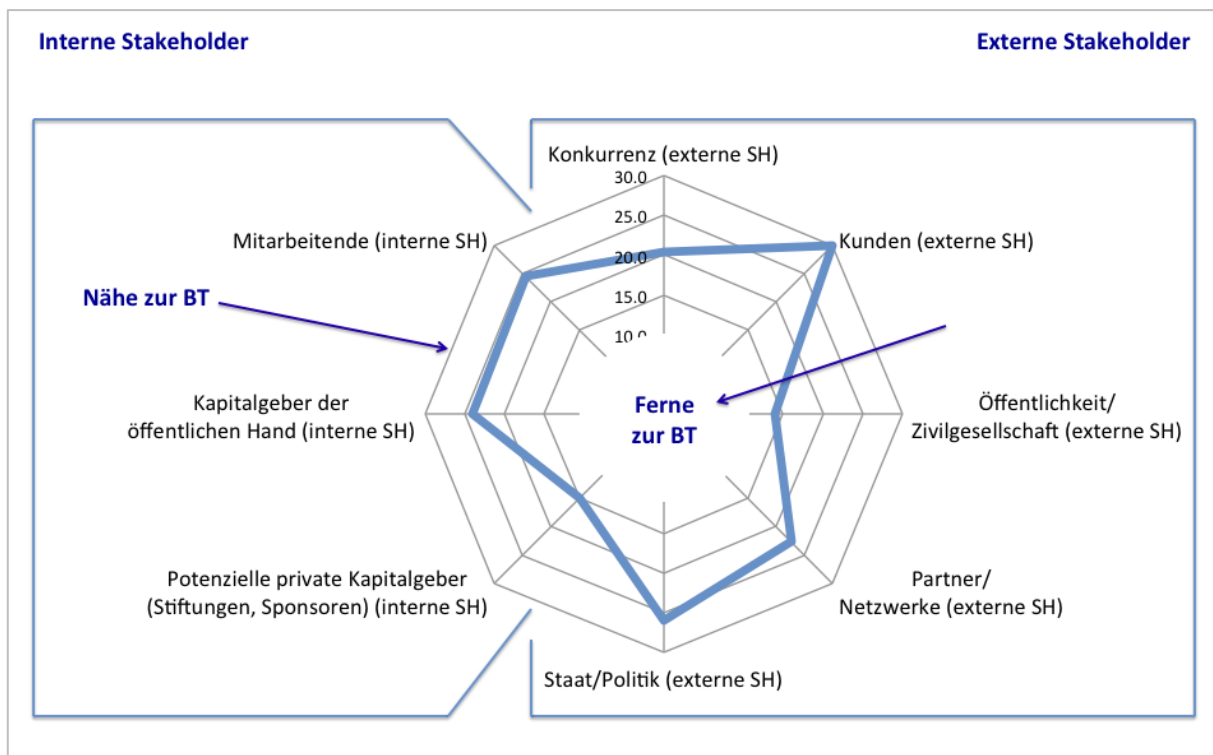 Interne Stakeholder
Externe Stakeholder
Konkurrenz (externe SH)
30.0
25.0
20.0
15.0
10.0
Mitarbeitende (interne SH)
Kunden (externe SH)
Nähe zur BT
Kapitalgeber der
öffentlichen Hand (interne SH)
Ferne
zur BT
Öffentlichkeit/
Zivilgesellschaft (externe SH)
Potenzielle private Kapitalgeber
(Stiftungen, Sponsoren) (interne SH)
Partner/
Netzwerke (externe SH)
Staat/Politik (externe SH)